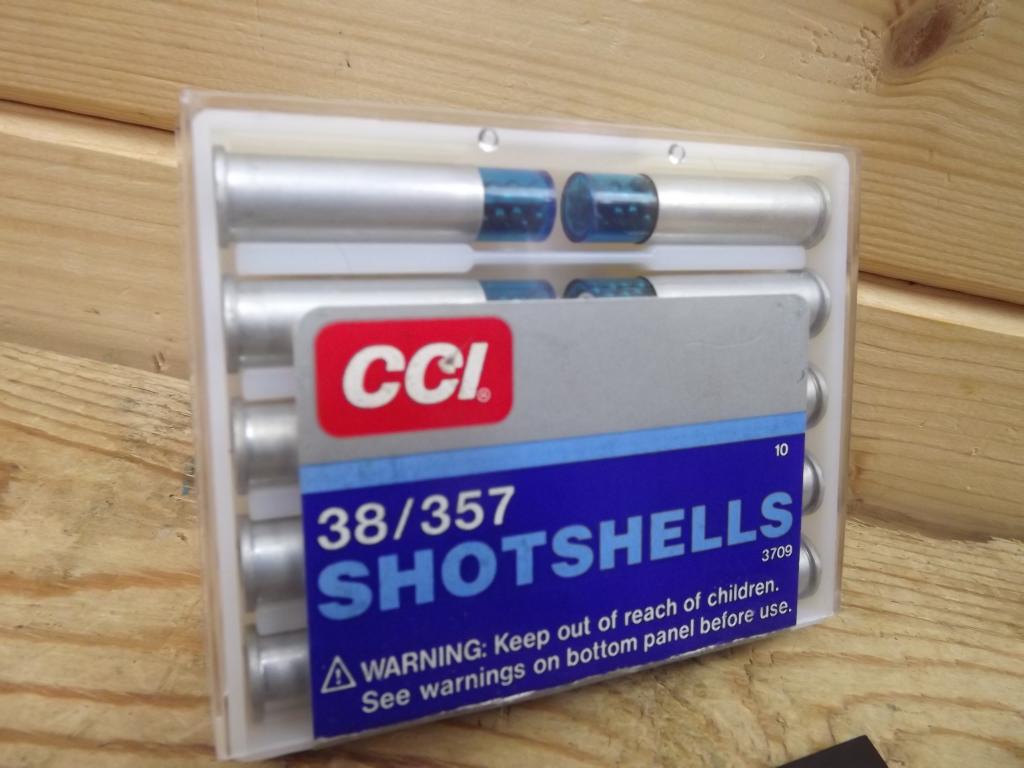 CCI®
10
38/357
SHOTSHELLS
3709
⚠ WARNING: Keep out of reach of children.
See warnings on bottom panel before use.